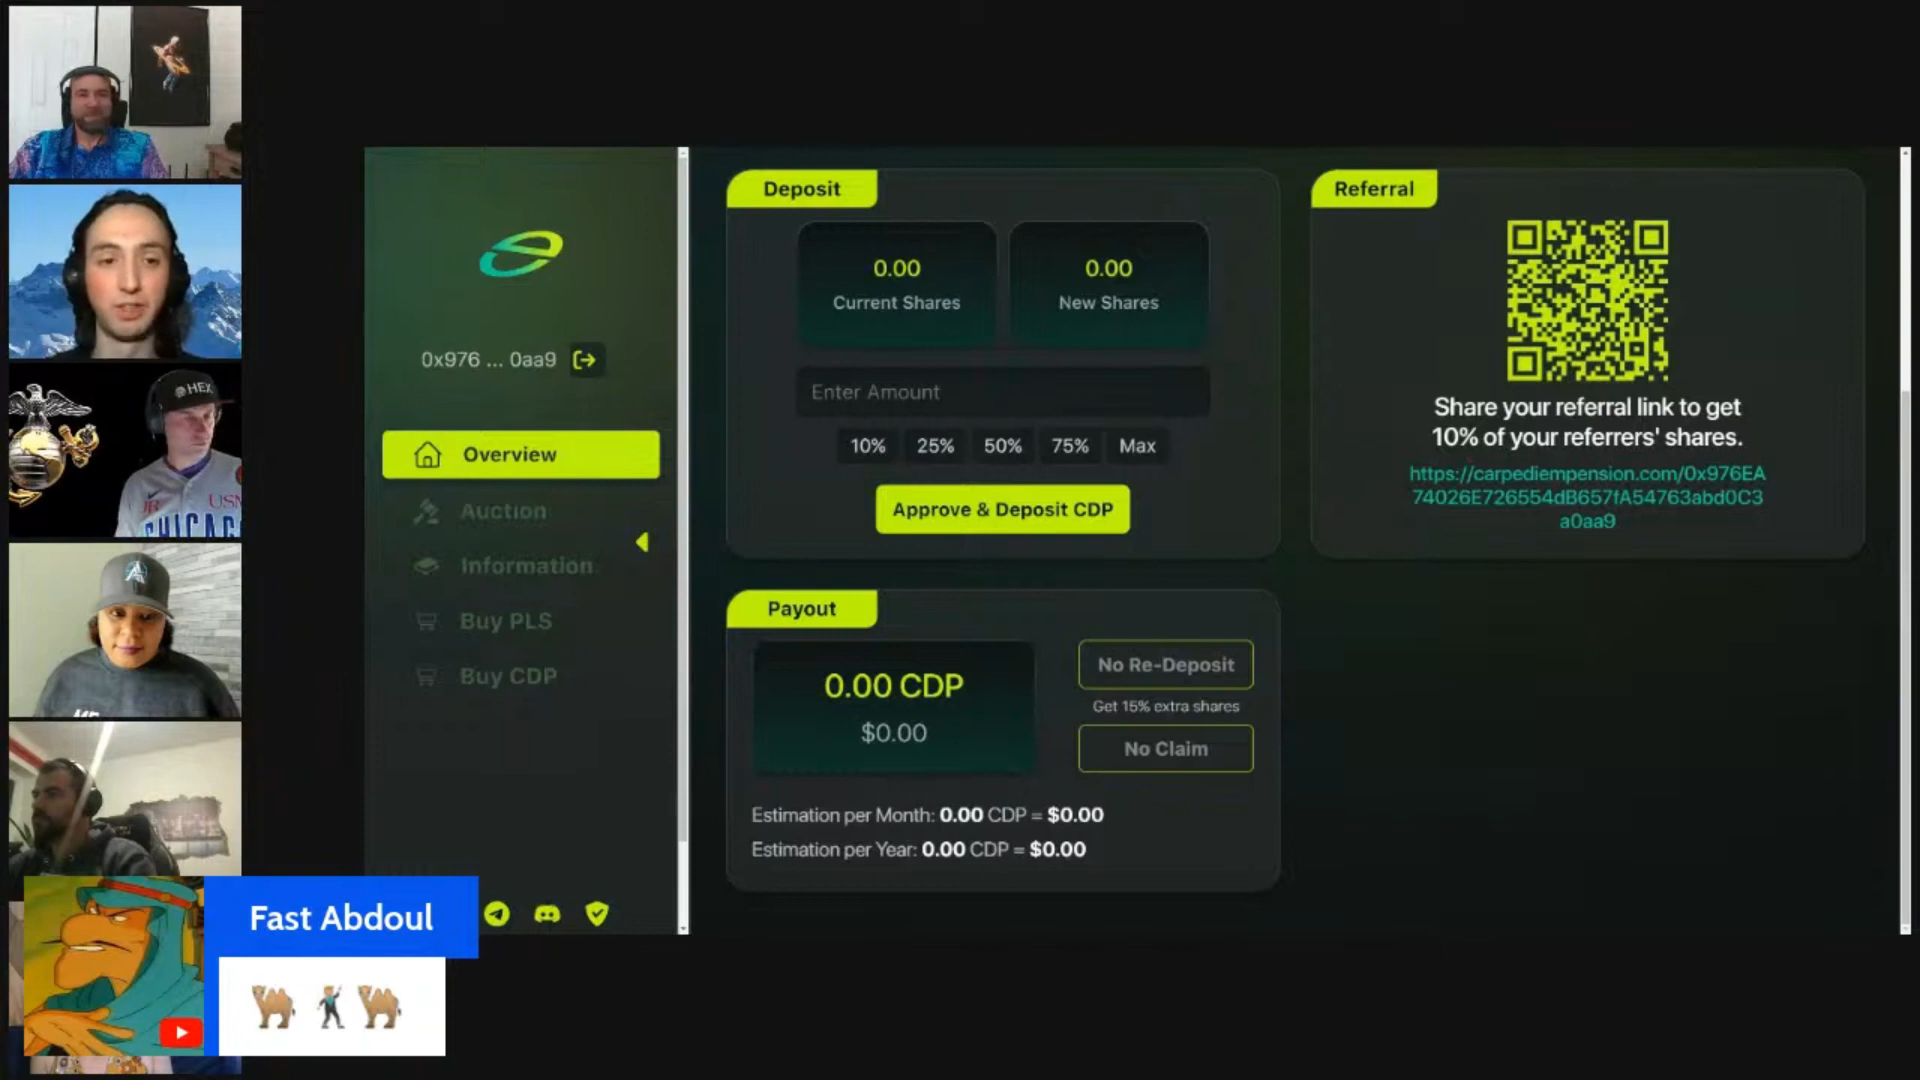 @HEX
JR
USM
CHICAG
0x976 ... 0aa9
Overview
Auction
Information
Buy PLS
Buy CDP
Deposit
0.00
Current Shares
0.00
New Shares
Enter Amount
10% 25% 50% 75% Max
Approve & Deposit CDP
Referral
Share your referral link to get
10% of your referrers' shares.
https://carpediempension.com/0x976EA
74026E726554dB657fA54763abd0C3
a0aa9
Payout
0.00 CDP
$0.00
No Re-Deposit
Get 15% extra shares
No Claim
Estimation per Month: 0.00 CDP = $0.00
Estimation per Year: 0.00 CDP = $0.00
Fast Abdoul